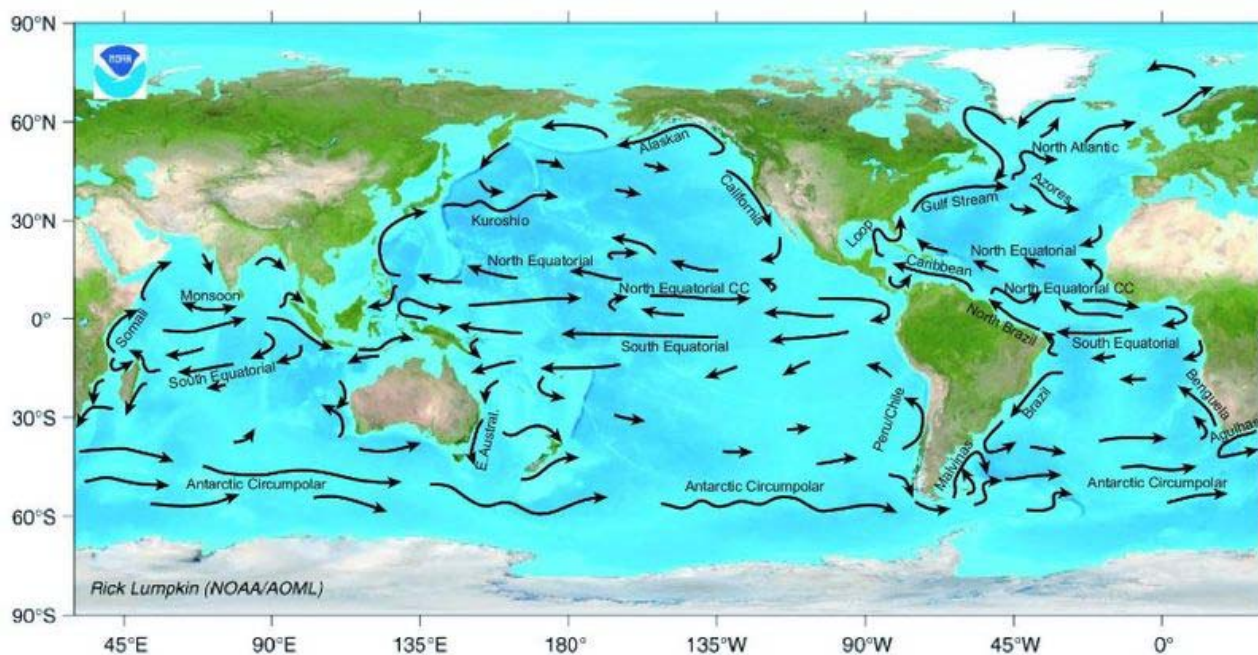 90°N
NOAA
60°N
Alaskan
North Atlantic
California
Azores
Gulf Stream
30°N
Kuroshio
Loop
North Equatorial
North Equatorial
Caribbean
Monsoon
North Equatorial CC
North Equatorial CC
0°
Somali
North Brazil
South Equatorial
South Equatorial
South Equatorial
Benguela
30°S
Brazil
Peru/Chile
E.Austral.
Agulhas
Malvinas
Antarctic Circumpolar
Antarctic Circumpolar
Antarctic Circumpolar
60°S
Rick Lumpkin (NOAA/AOML)
90°S
45°E
90°E
135°E
180°
135°W
90°W
45°W
0°